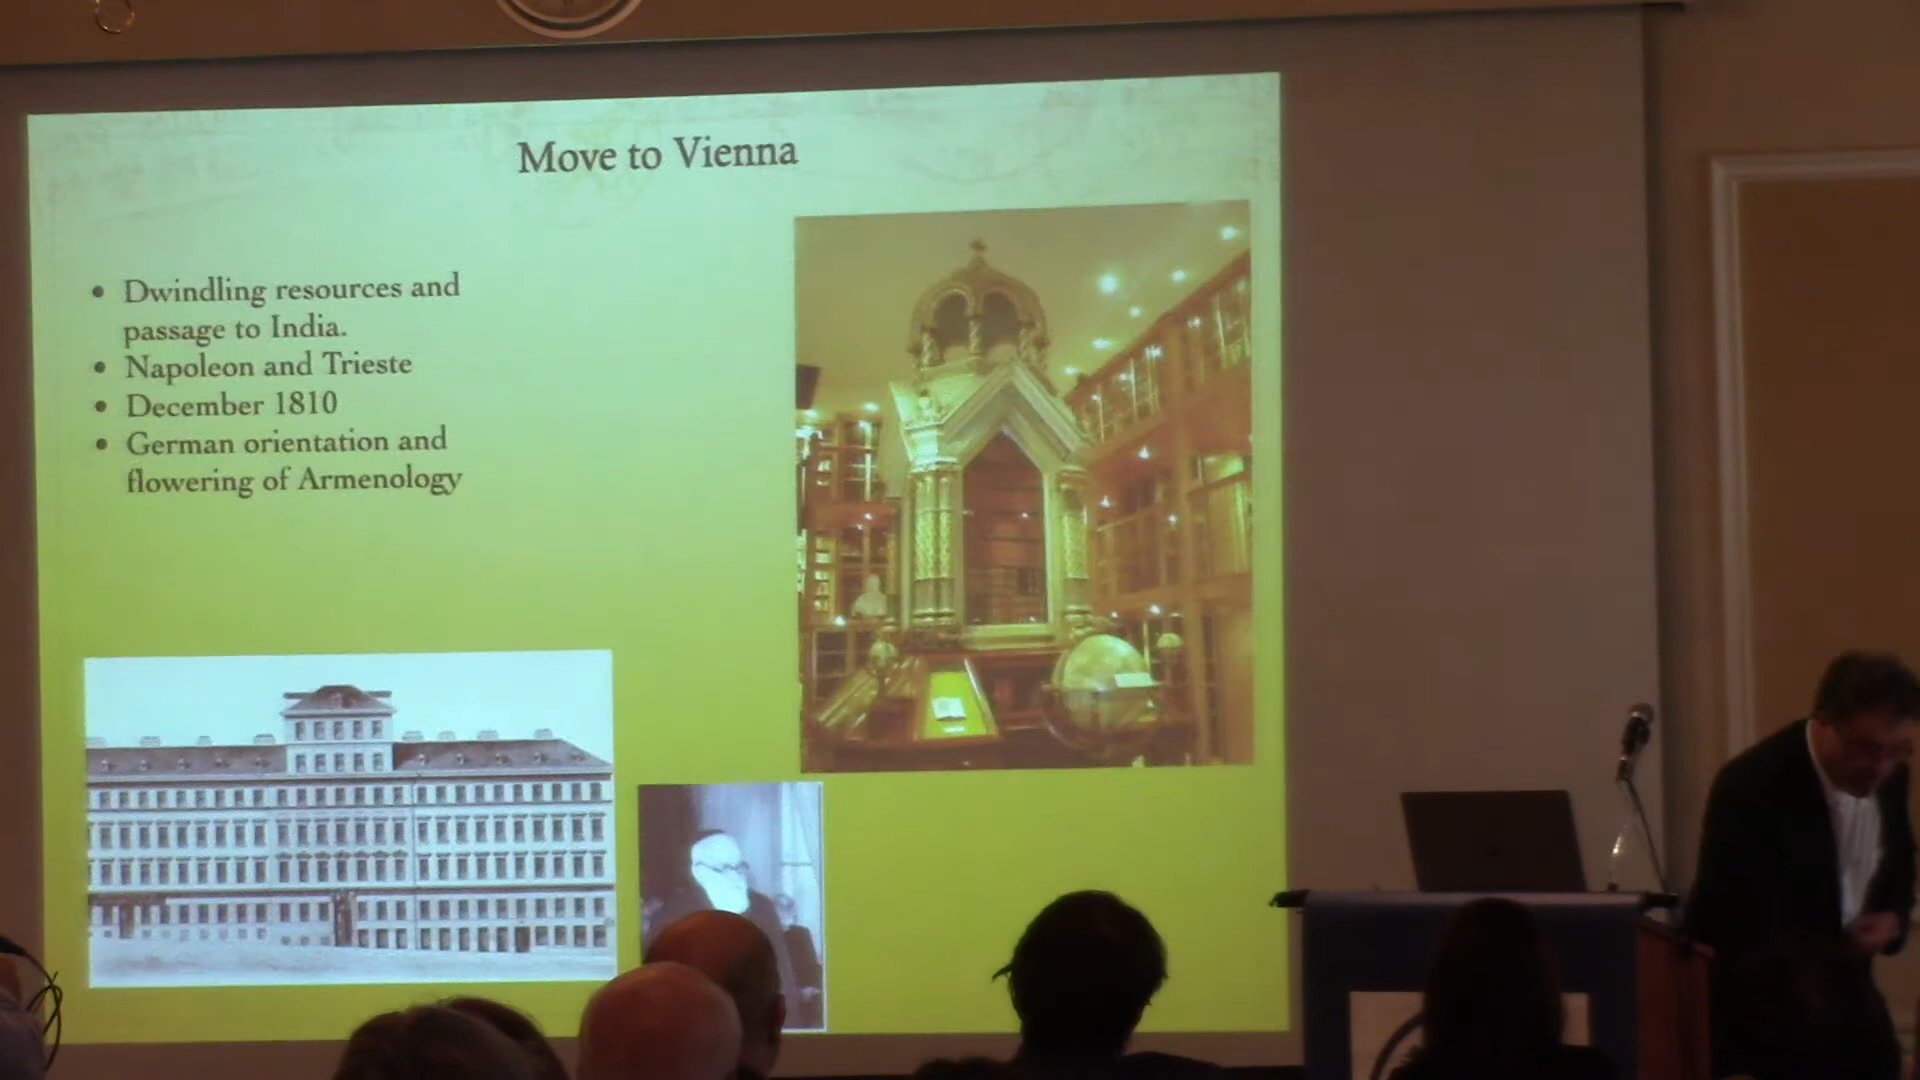 Move to Vienna
• Dwindling resources and
passage to India.
• Napoleon and Trieste
• December 1810
• German orientation and
flowering of Armenology